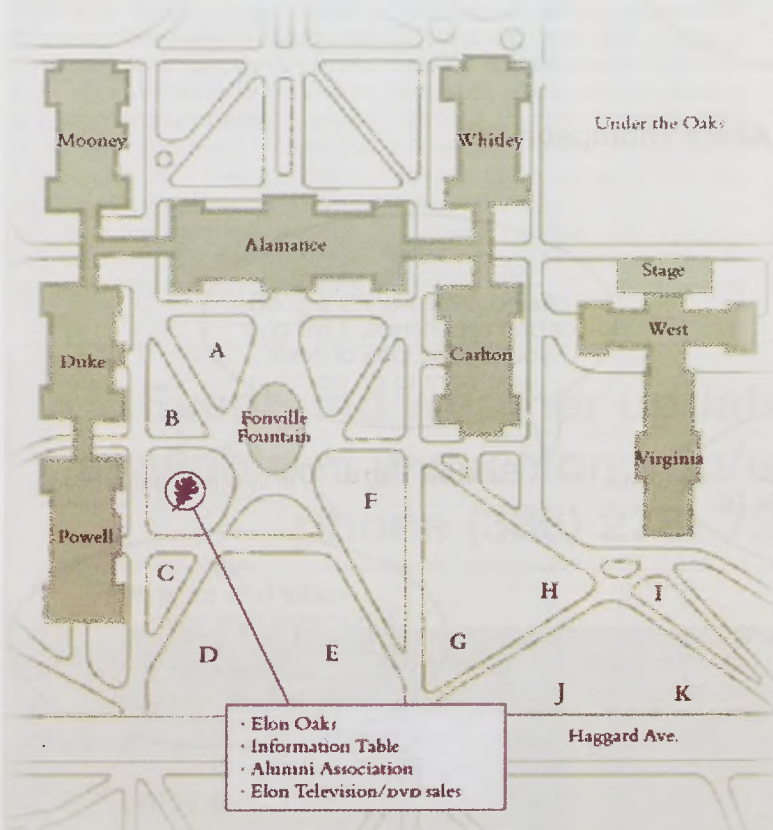 Mooney
Whitley
Under the Oaks
Alamance
Stage
West
Duke
A
Carlton
B
Fonville
Fountain
Virginia
F
Powell
C
H
I
G
D
E
J
K
· Elon Oaks
· Information Table
· Alumni Association
· Elon Television/DVD sales
Haggard Ave.